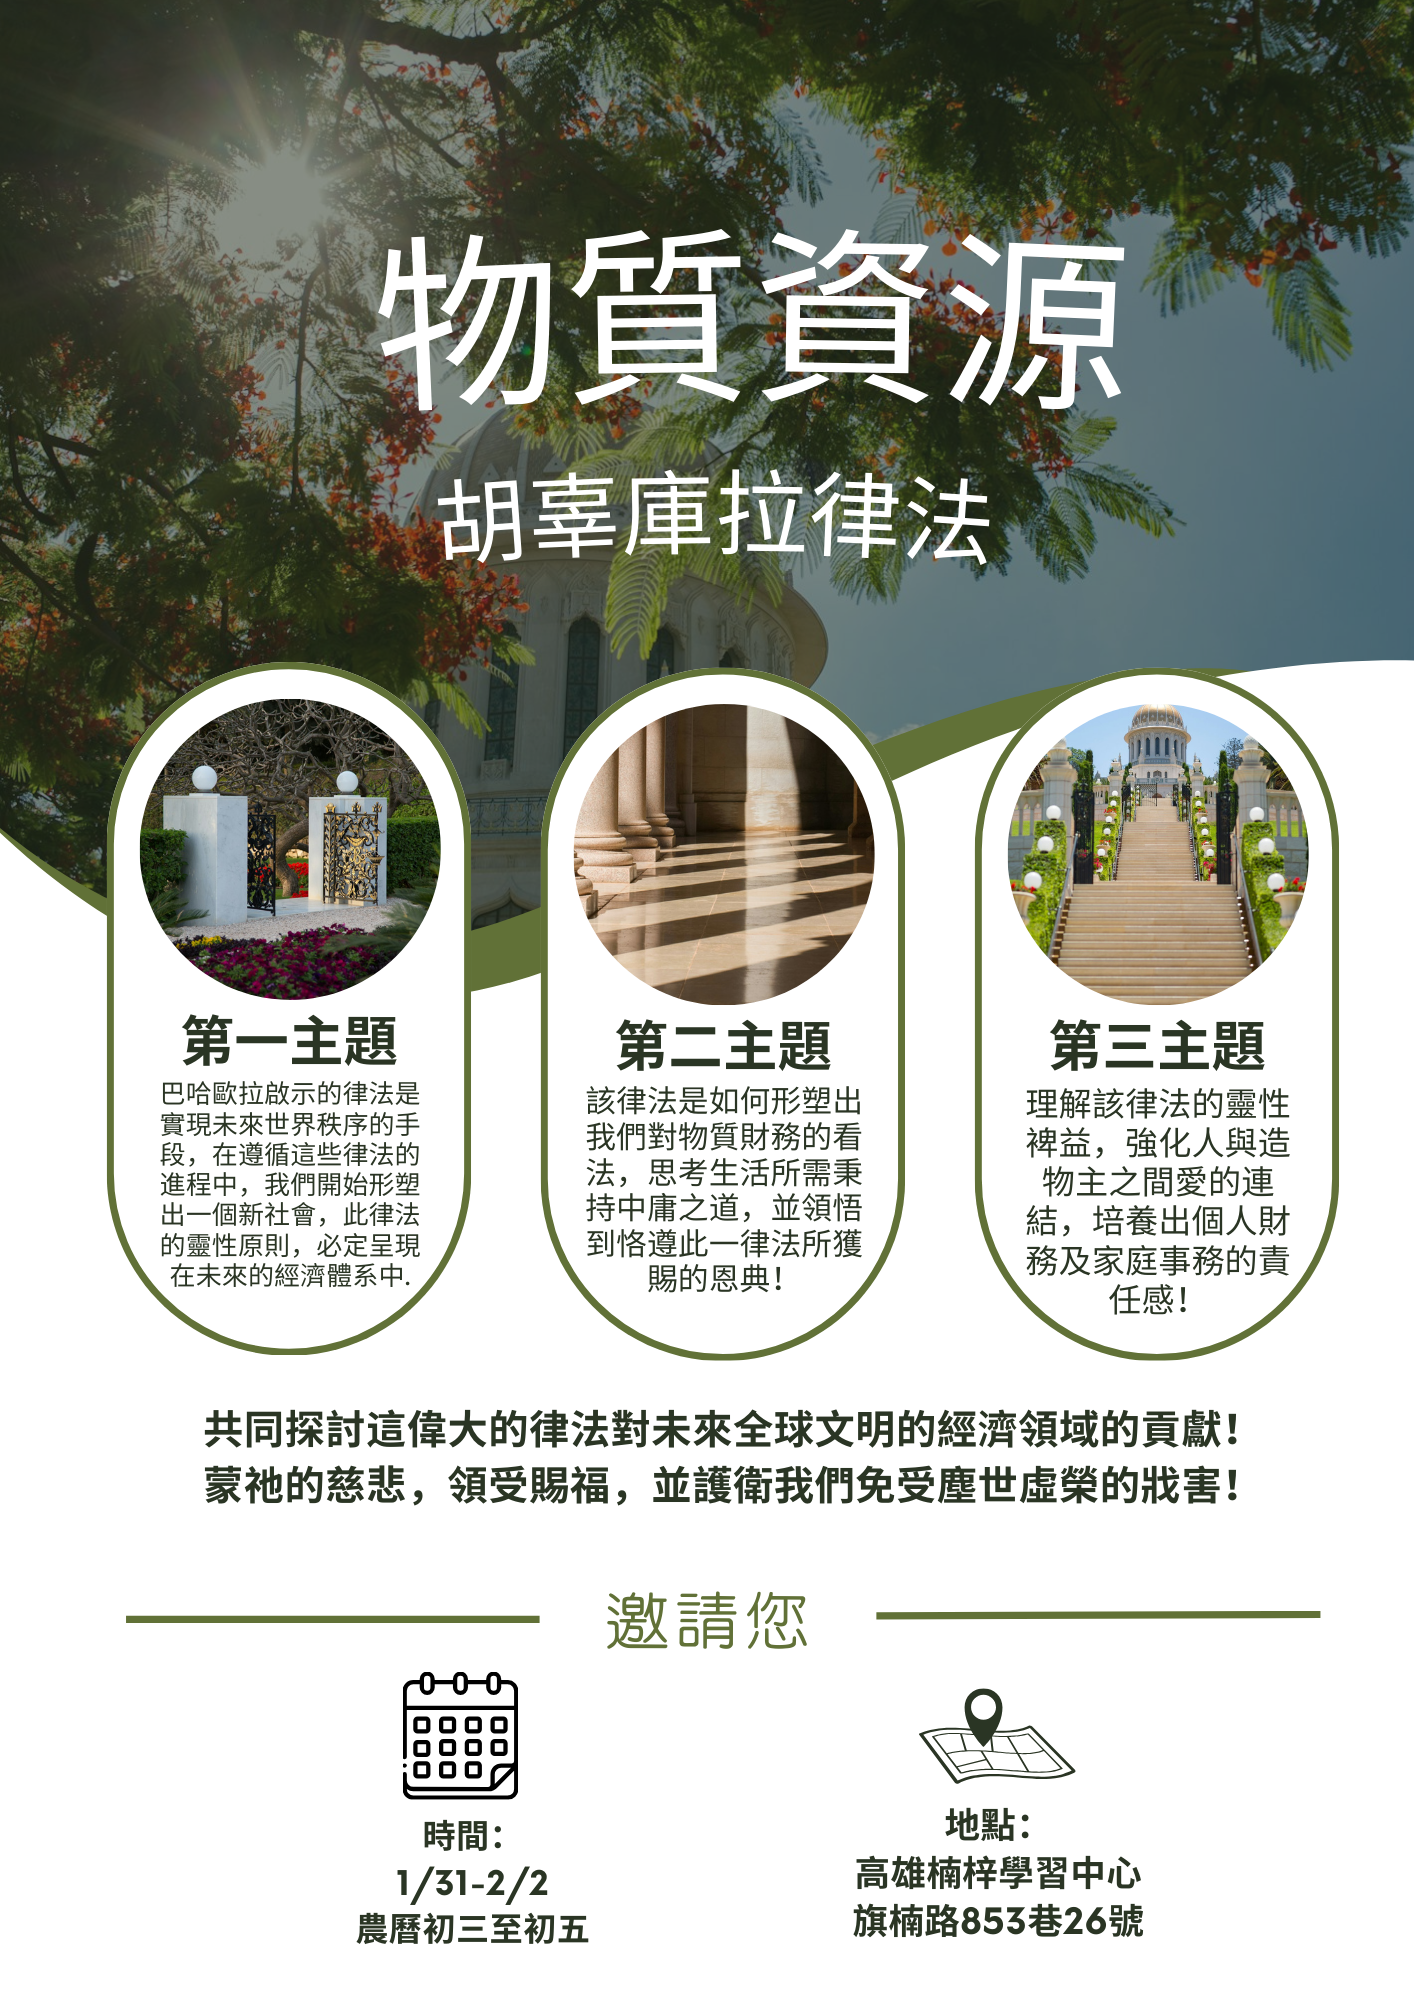 物質資源
胡辜庫拉律法
第一主題
巴哈歐拉啟示的律法是
實現未來世界秩序的手
段，在遵循這些律法的
進程中，我們開始形塑
出一個新社會，此律法
的靈性原則，必定呈現
在未來的經濟體系中.
第二主題
該律法是如何形塑出
我們對物質財務的看
法，思考生活所需秉
持中庸之道，並領悟
到恪遵此一律法所獲
賜的恩典！
第三主題
理解該律法的靈性
裨益，強化人與造
物主之間愛的連
結，培養出個人財
務及家庭事務的責
任感！
共同探討這偉大的律法對未來全球文明的經濟領域的貢獻！
蒙祂的慈悲，領受賜福，並護衛我們免受塵世虛榮的戕害！
邀請您
時間：
1/31-2/2
農曆初三至初五
地點：
高雄楠梓學習中心
旗楠路853巷26號